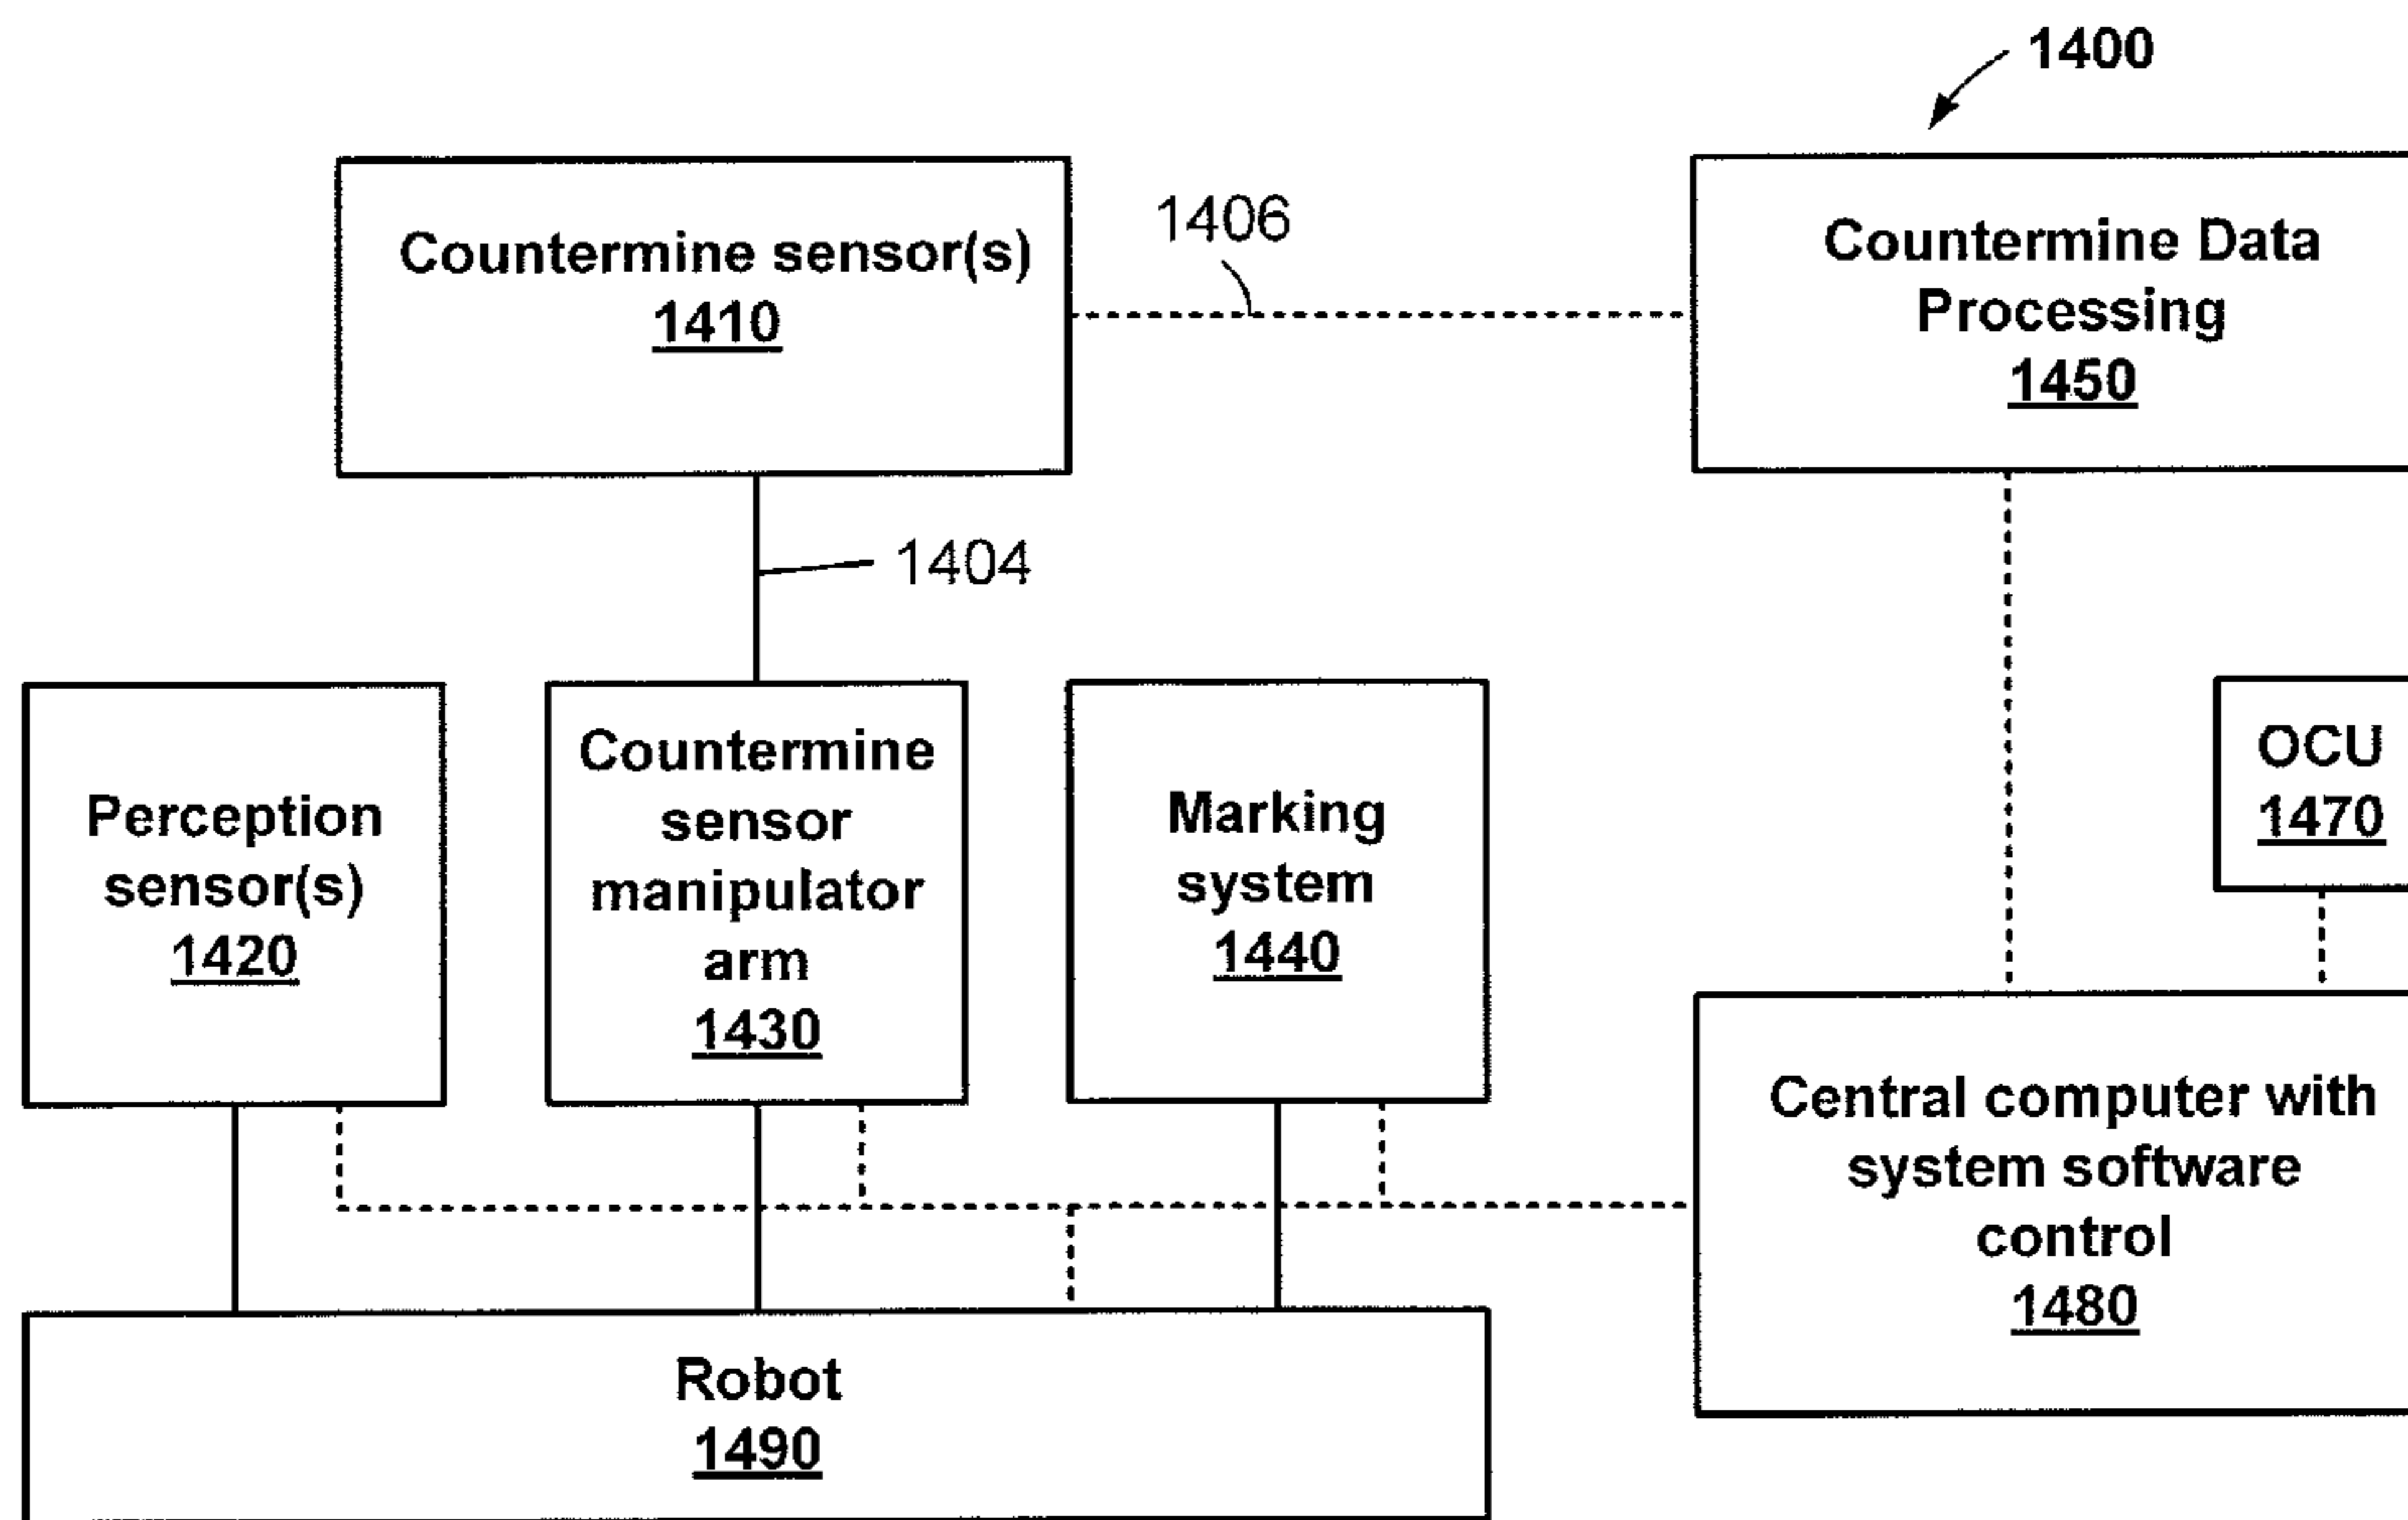 1400
Countermine sensor(s)
1410
1406
Countermine Data
Processing
1450
1404
Perception
sensor(s)
1420
Countermine
sensor
manipulator
arm
1430
Marking
system
1440
OCU
1470
Central computer with
system software
control
1480
Robot
1490